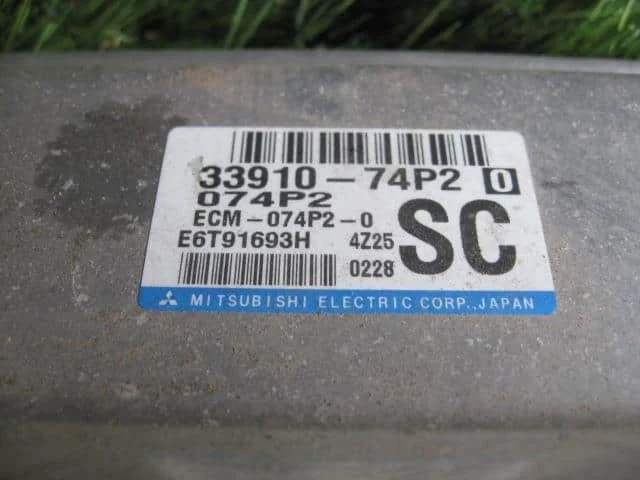 33910-74P2 0
074P2
ECM-074P2-0
E6T91693H 4Z25 SC
0228
MITSUBISHI ELECTRIC CORP., JAPAN